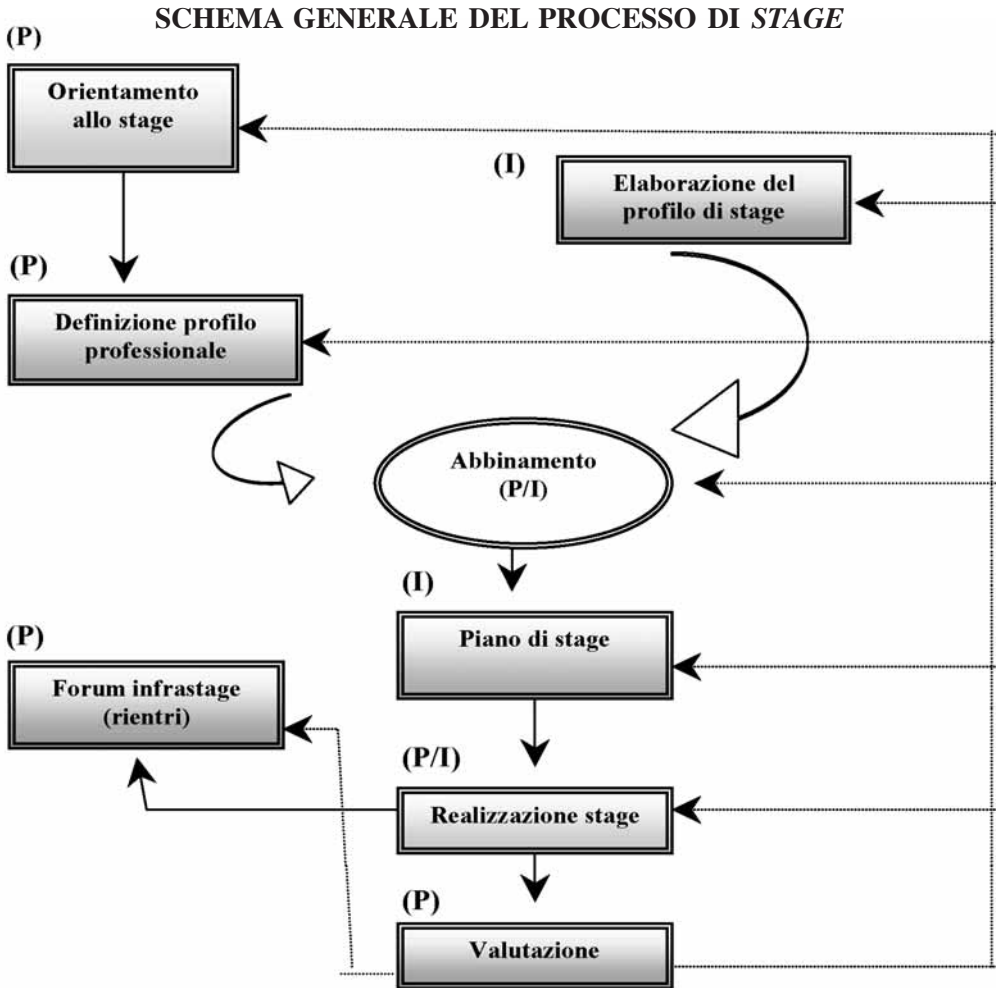 SCHEMA GENERALE DEL PROCESSO DI STAGE
(P)
Orientamento
allo stage
(I)
Elaborazione del
profilo di stage
(P)
Definizione profilo
professionale
Abbinamento
(P/I)
(I)
Piano di stage
(P)
Forum infrastage
(rientri)
(P/I)
Realizzazione stage
(P)
Valutazione